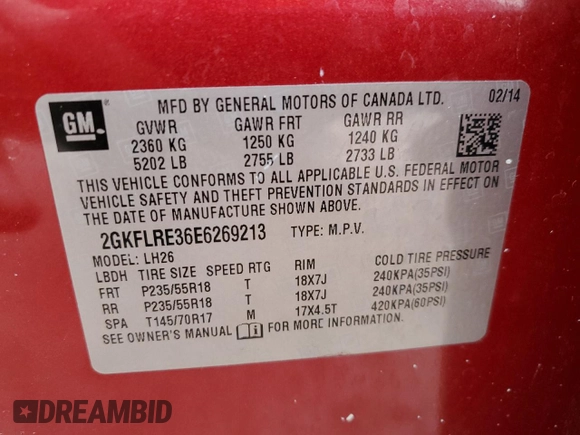 GM
MFD BY GENERAL MOTORS OF CANADA LTD. 02/14
GVWR GAWR FRT GAWR RR
2360 KG 1250 KG 1240 KG
5202 LB 2755 LB 2733 LB
THIS VEHICLE CONFORMS TO ALL APPLICABLE U.S. FEDERAL MOTOR
VEHICLE SAFETY AND THEFT PREVENTION STANDARDS IN EFFECT ON
THE DATE OF MANUFACTURE SHOWN ABOVE.
2GKFLRE36E6269213 TYPE: M.P.V.
MODEL: LH26
LBDH TIRE SIZE SPEED RTG RIM COLD TIRE PRESSURE
FRT P235/55R18 T 18X7J 240KPA(35PSI)
RR P235/55R18 T 18X7J 240KPA(35PSI)
SPA T145/70R17 M 17X4.5T 420KPA(60PSI)
SEE OWNER'S MANUAL FOR MORE INFORMATION
DREAMBID